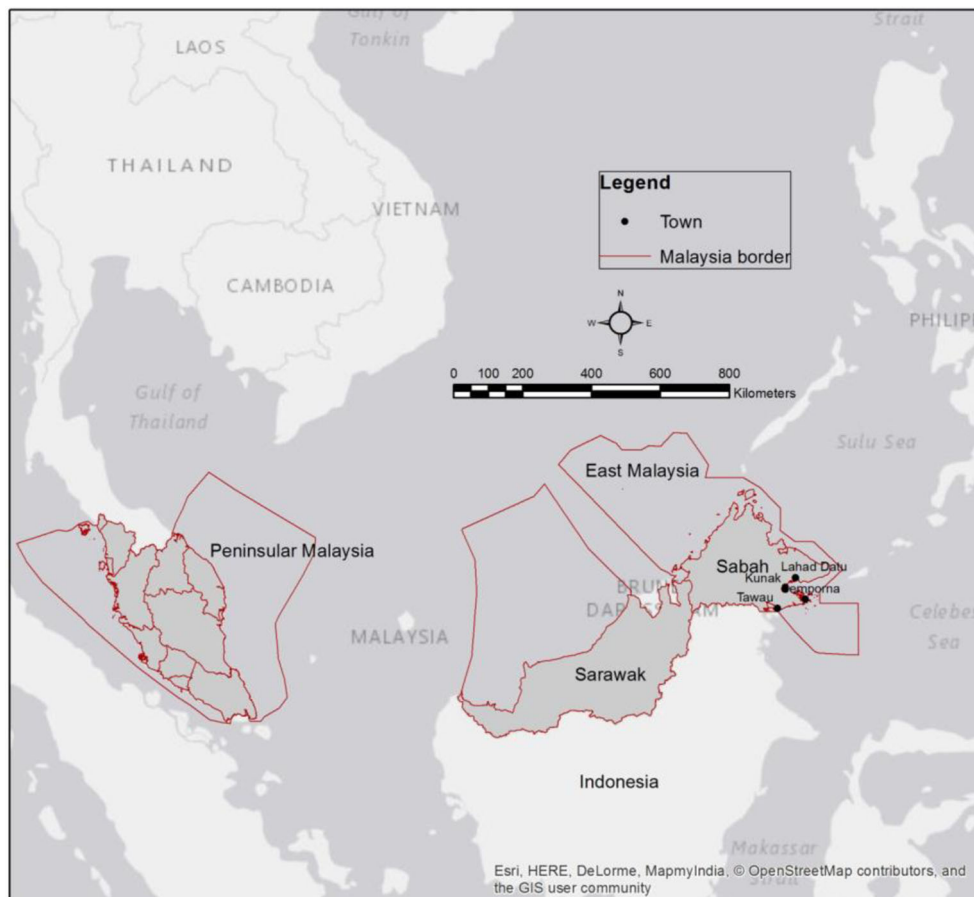 Gulf of
Tonkin
Strait
LAOS
THAILAND
VIETNAM
CAMBODIA
Legend
Town
Malaysia border
N
W
E
S
PHILIP
0 50 100 200 400 600 800
Kilometers
Gulf of
Thailand
Sulu Sea
East Malaysia
Peninsular Malaysia
Sabah
Lahad Datu
Kunak
Tawau
MALAYSIA
Celebes
Sea
Sarawak
Indonesia
Makassar
Strait
Esri, HERE, DeLorme, MapmyIndia, © OpenStreetMap contributors, and
the GIS user community